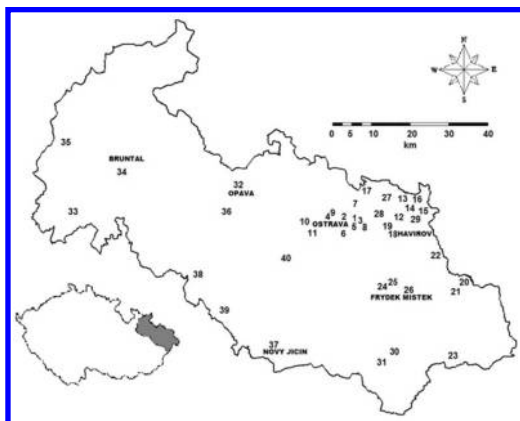 N
W E
S
0 5 10 20 30 40
km
35
BRUNTAL
34
32
OPAVA
33
36
17
27 13 16
7
14 15
9
4 2 1 28 12 29
10 OSTRAVA 3
5 8 19
11 6 18 HAVIROV
22
40
38
25 20
24 21
FRYDEK MISTEK 26
39
37
NOVY JICIN
30
31 23